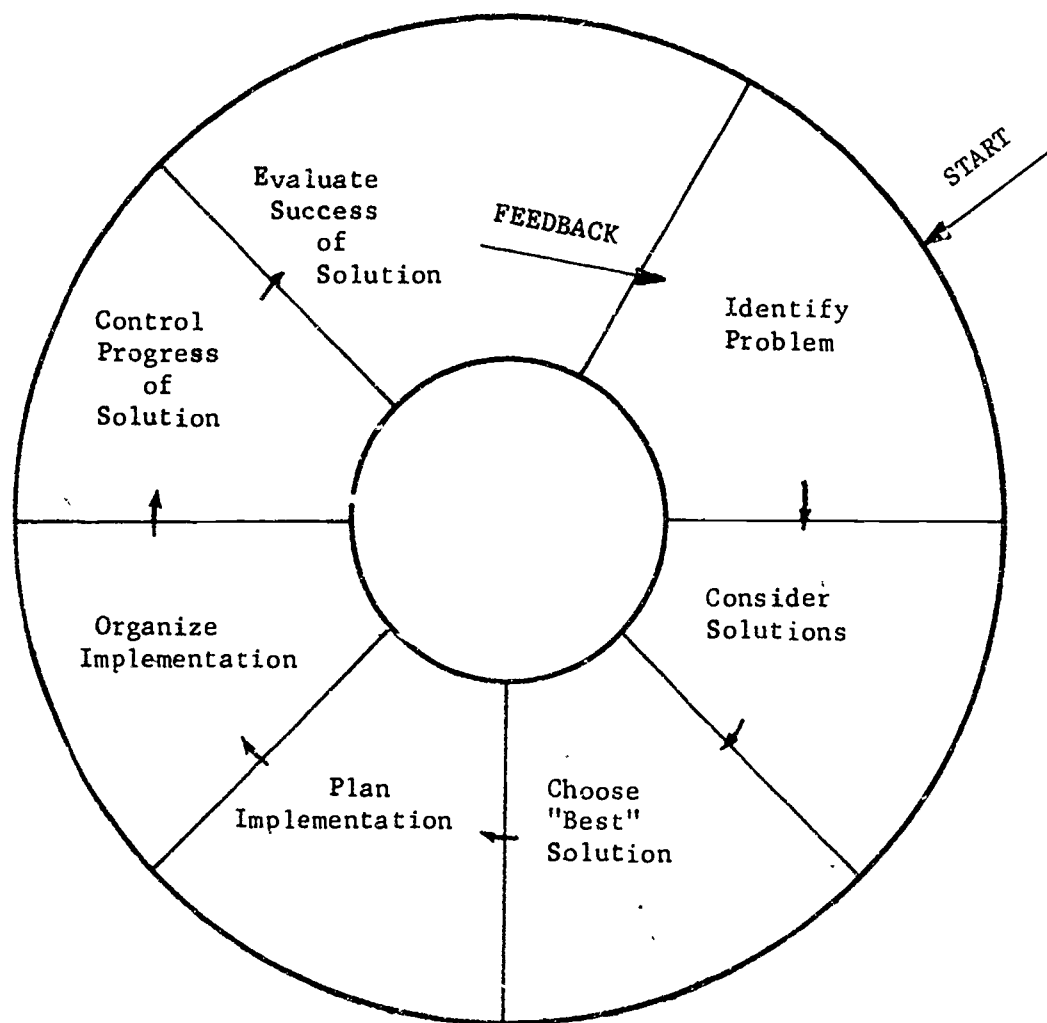 START
Identify
Problem
Consider
Solutions
Choose
"Best"
Solution
Plan
Implementation
Organize
Implementation
Control
Progress
of
Solution
Evaluate
Success
of
Solution
FEEDBACK